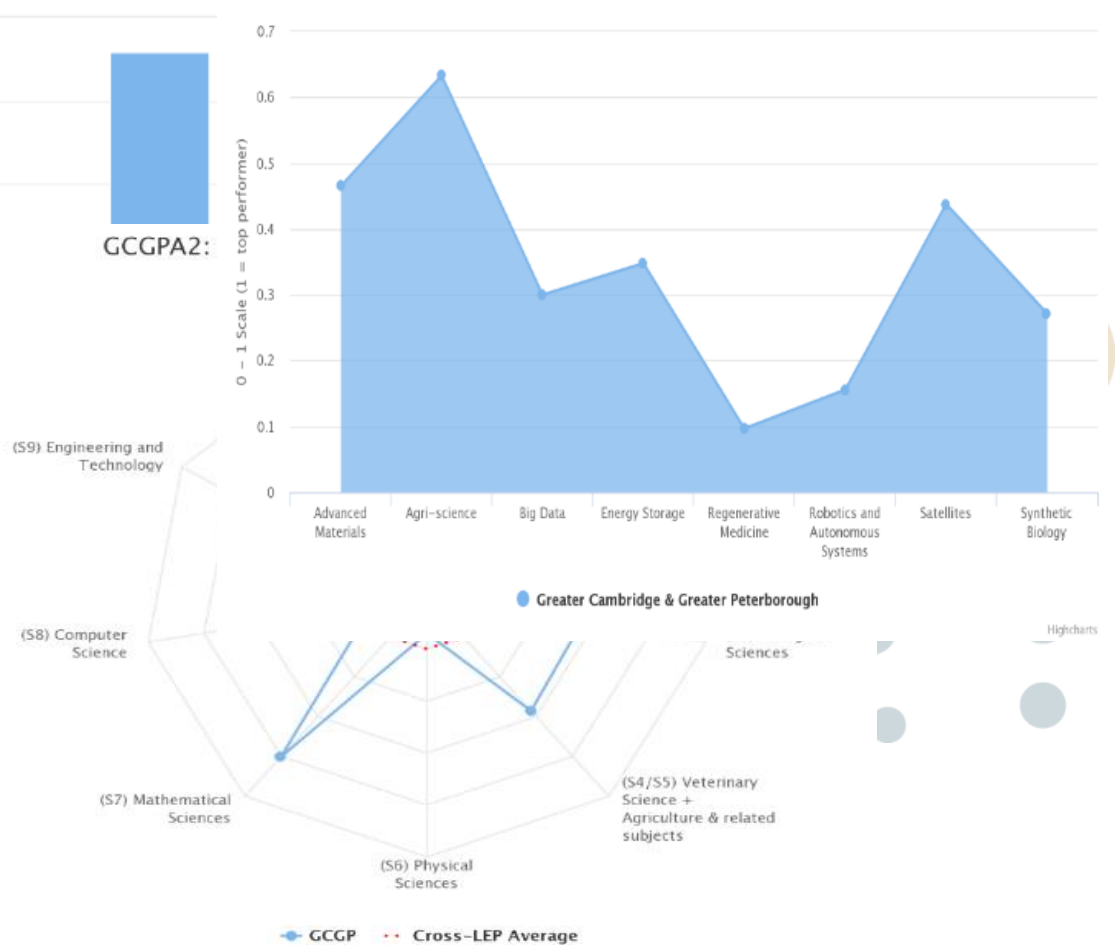 0.7
0.6
0.5
0.4
0.3
0.2
0.1
0
0 – 1 Scale (1 = top performer)
GCGPA2:
Advanced
Materials
Agri-science
Big Data
Energy Storage
Regenerative
Medicine
Robotics and
Autonomous
Systems
Satellites
Synthetic
Biology
Greater Cambridge & Greater Peterborough
Highcharts
(S9) Engineering and
Technology
(S8) Computer
Science
Sciences
(S7) Mathematical
Sciences
(S4/S5) Veterinary
Science +
Agriculture & related
subjects
(S6) Physical
Sciences
GCGP
Cross-LEP Average